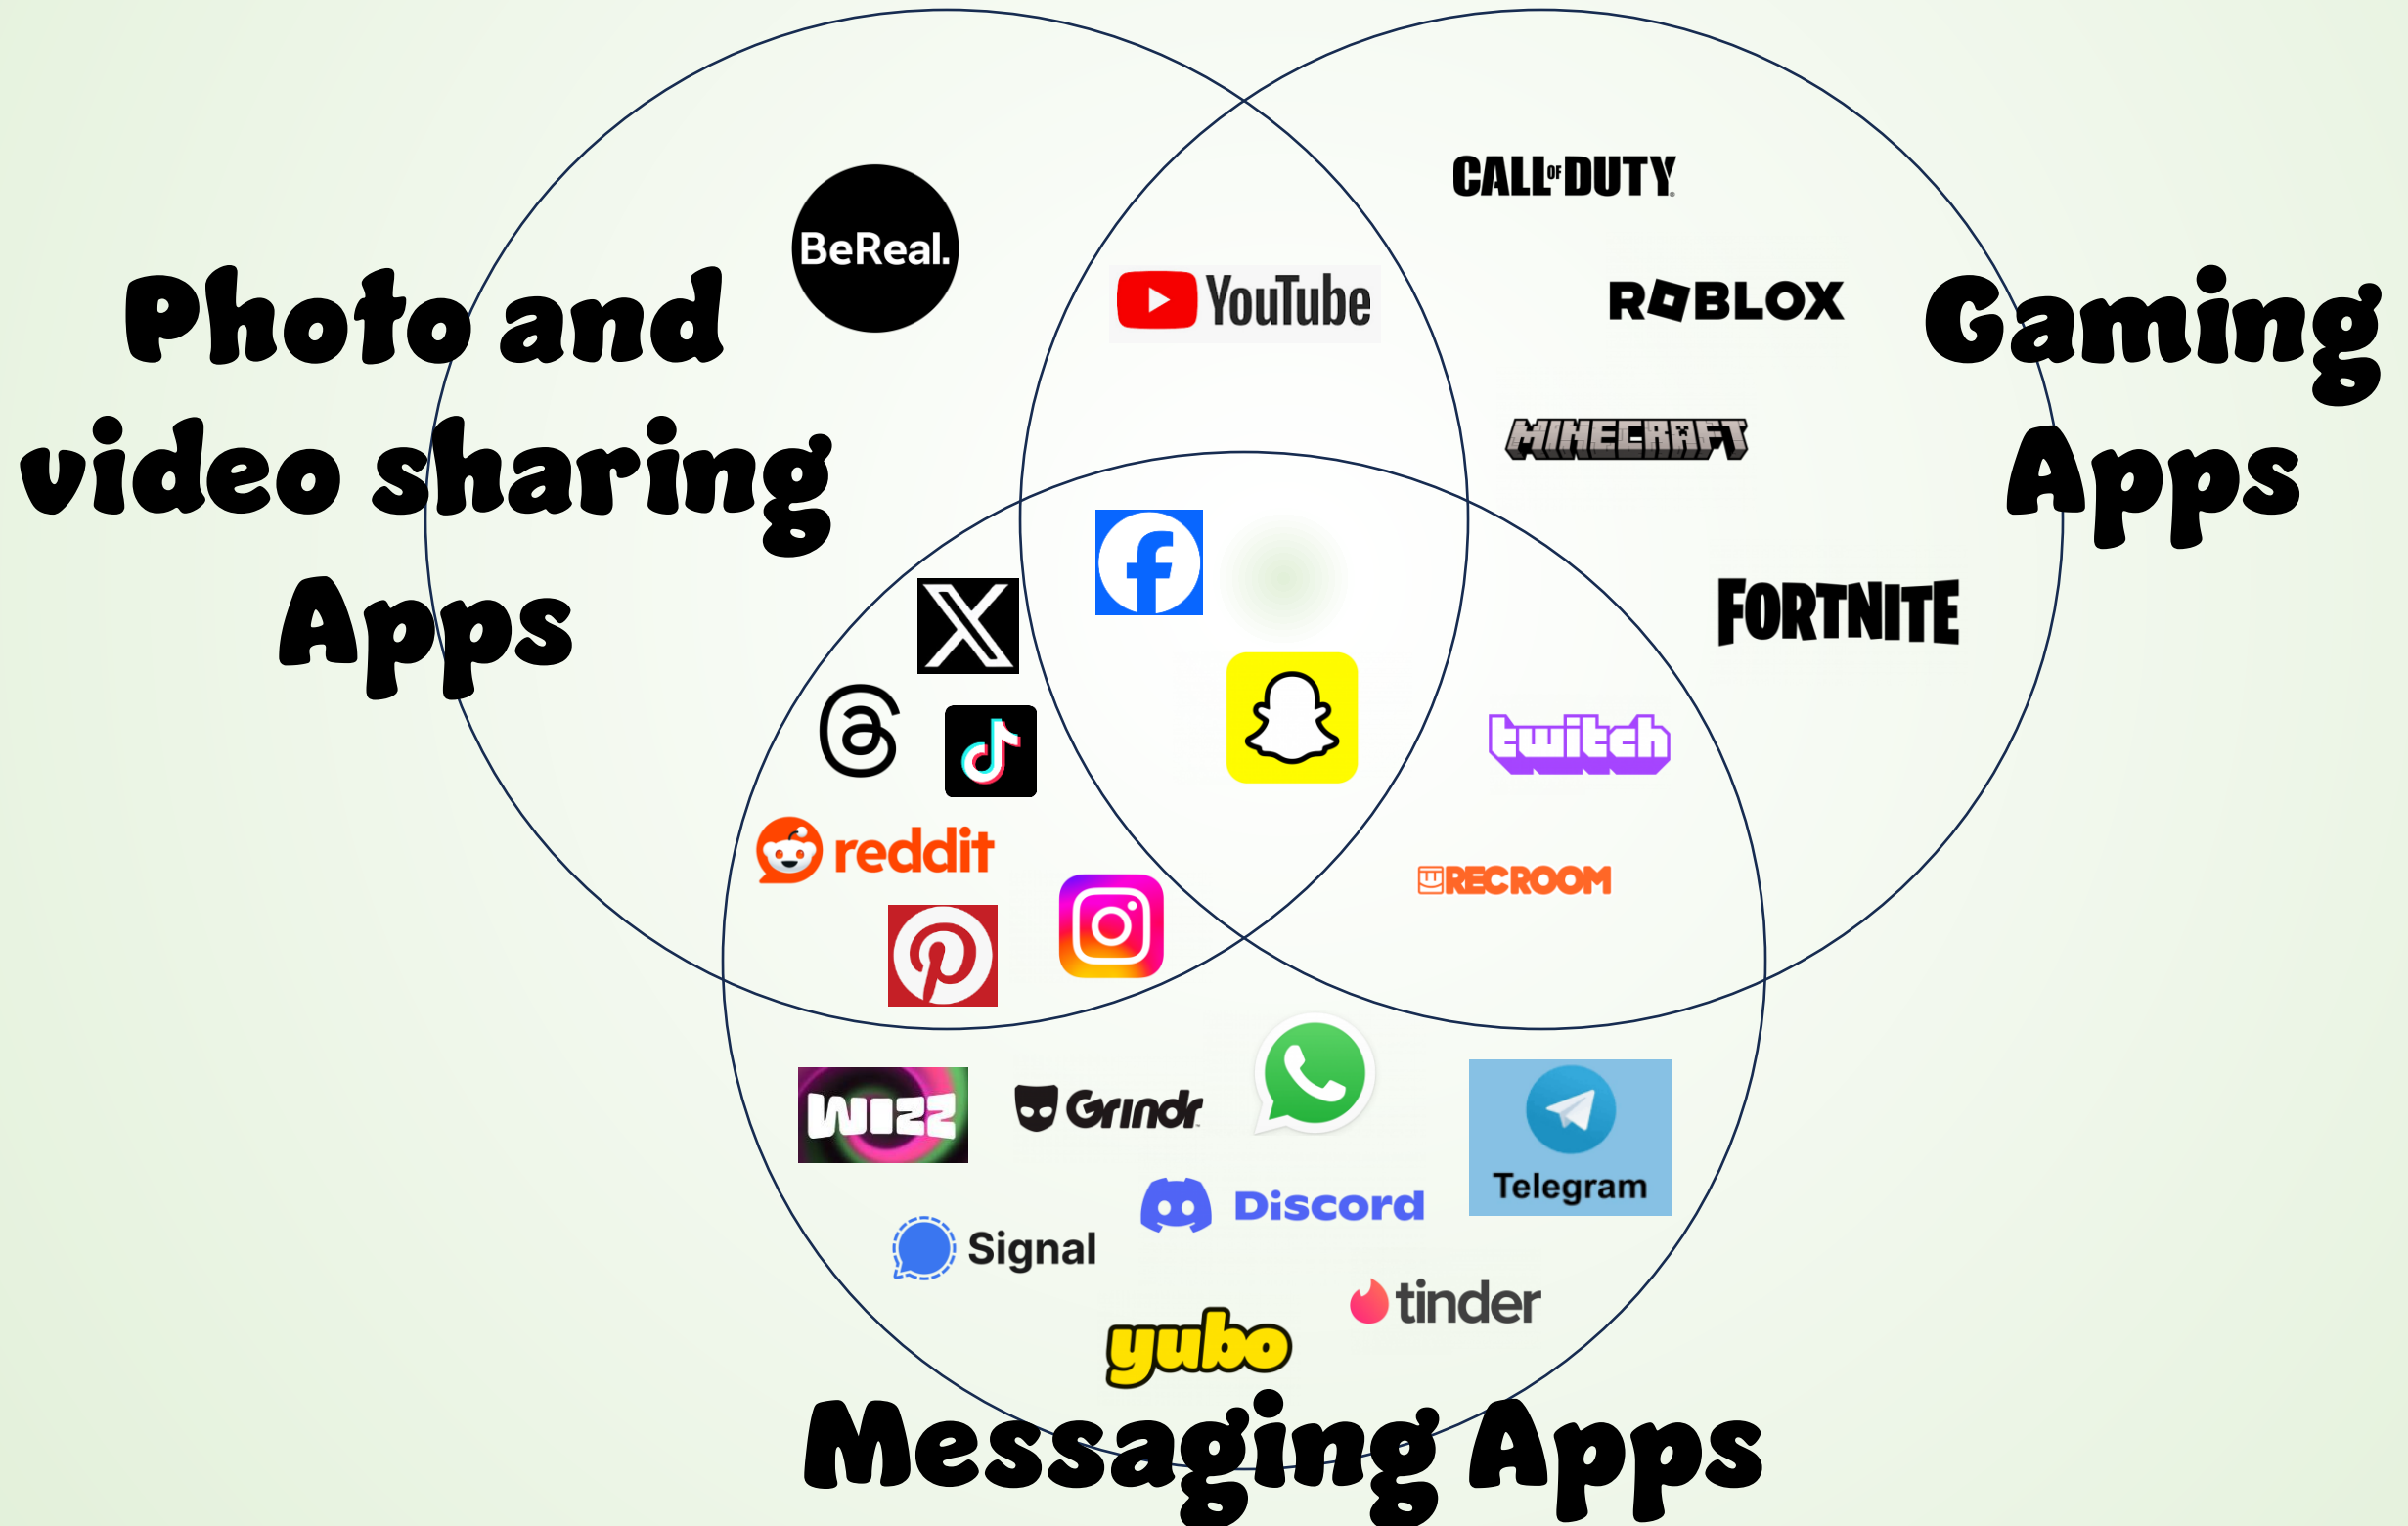 BeReal.
CALL OF DUTY
YouTube
ROBLOX
Photo and
video sharing
Apps
Gaming
Apps
MINECRAFT
FORTNITE
twitch
reddit
RECROOM
WIZZ
Grindr
Telegram
Discord
Signal
tinder
yubo
Messaging Apps